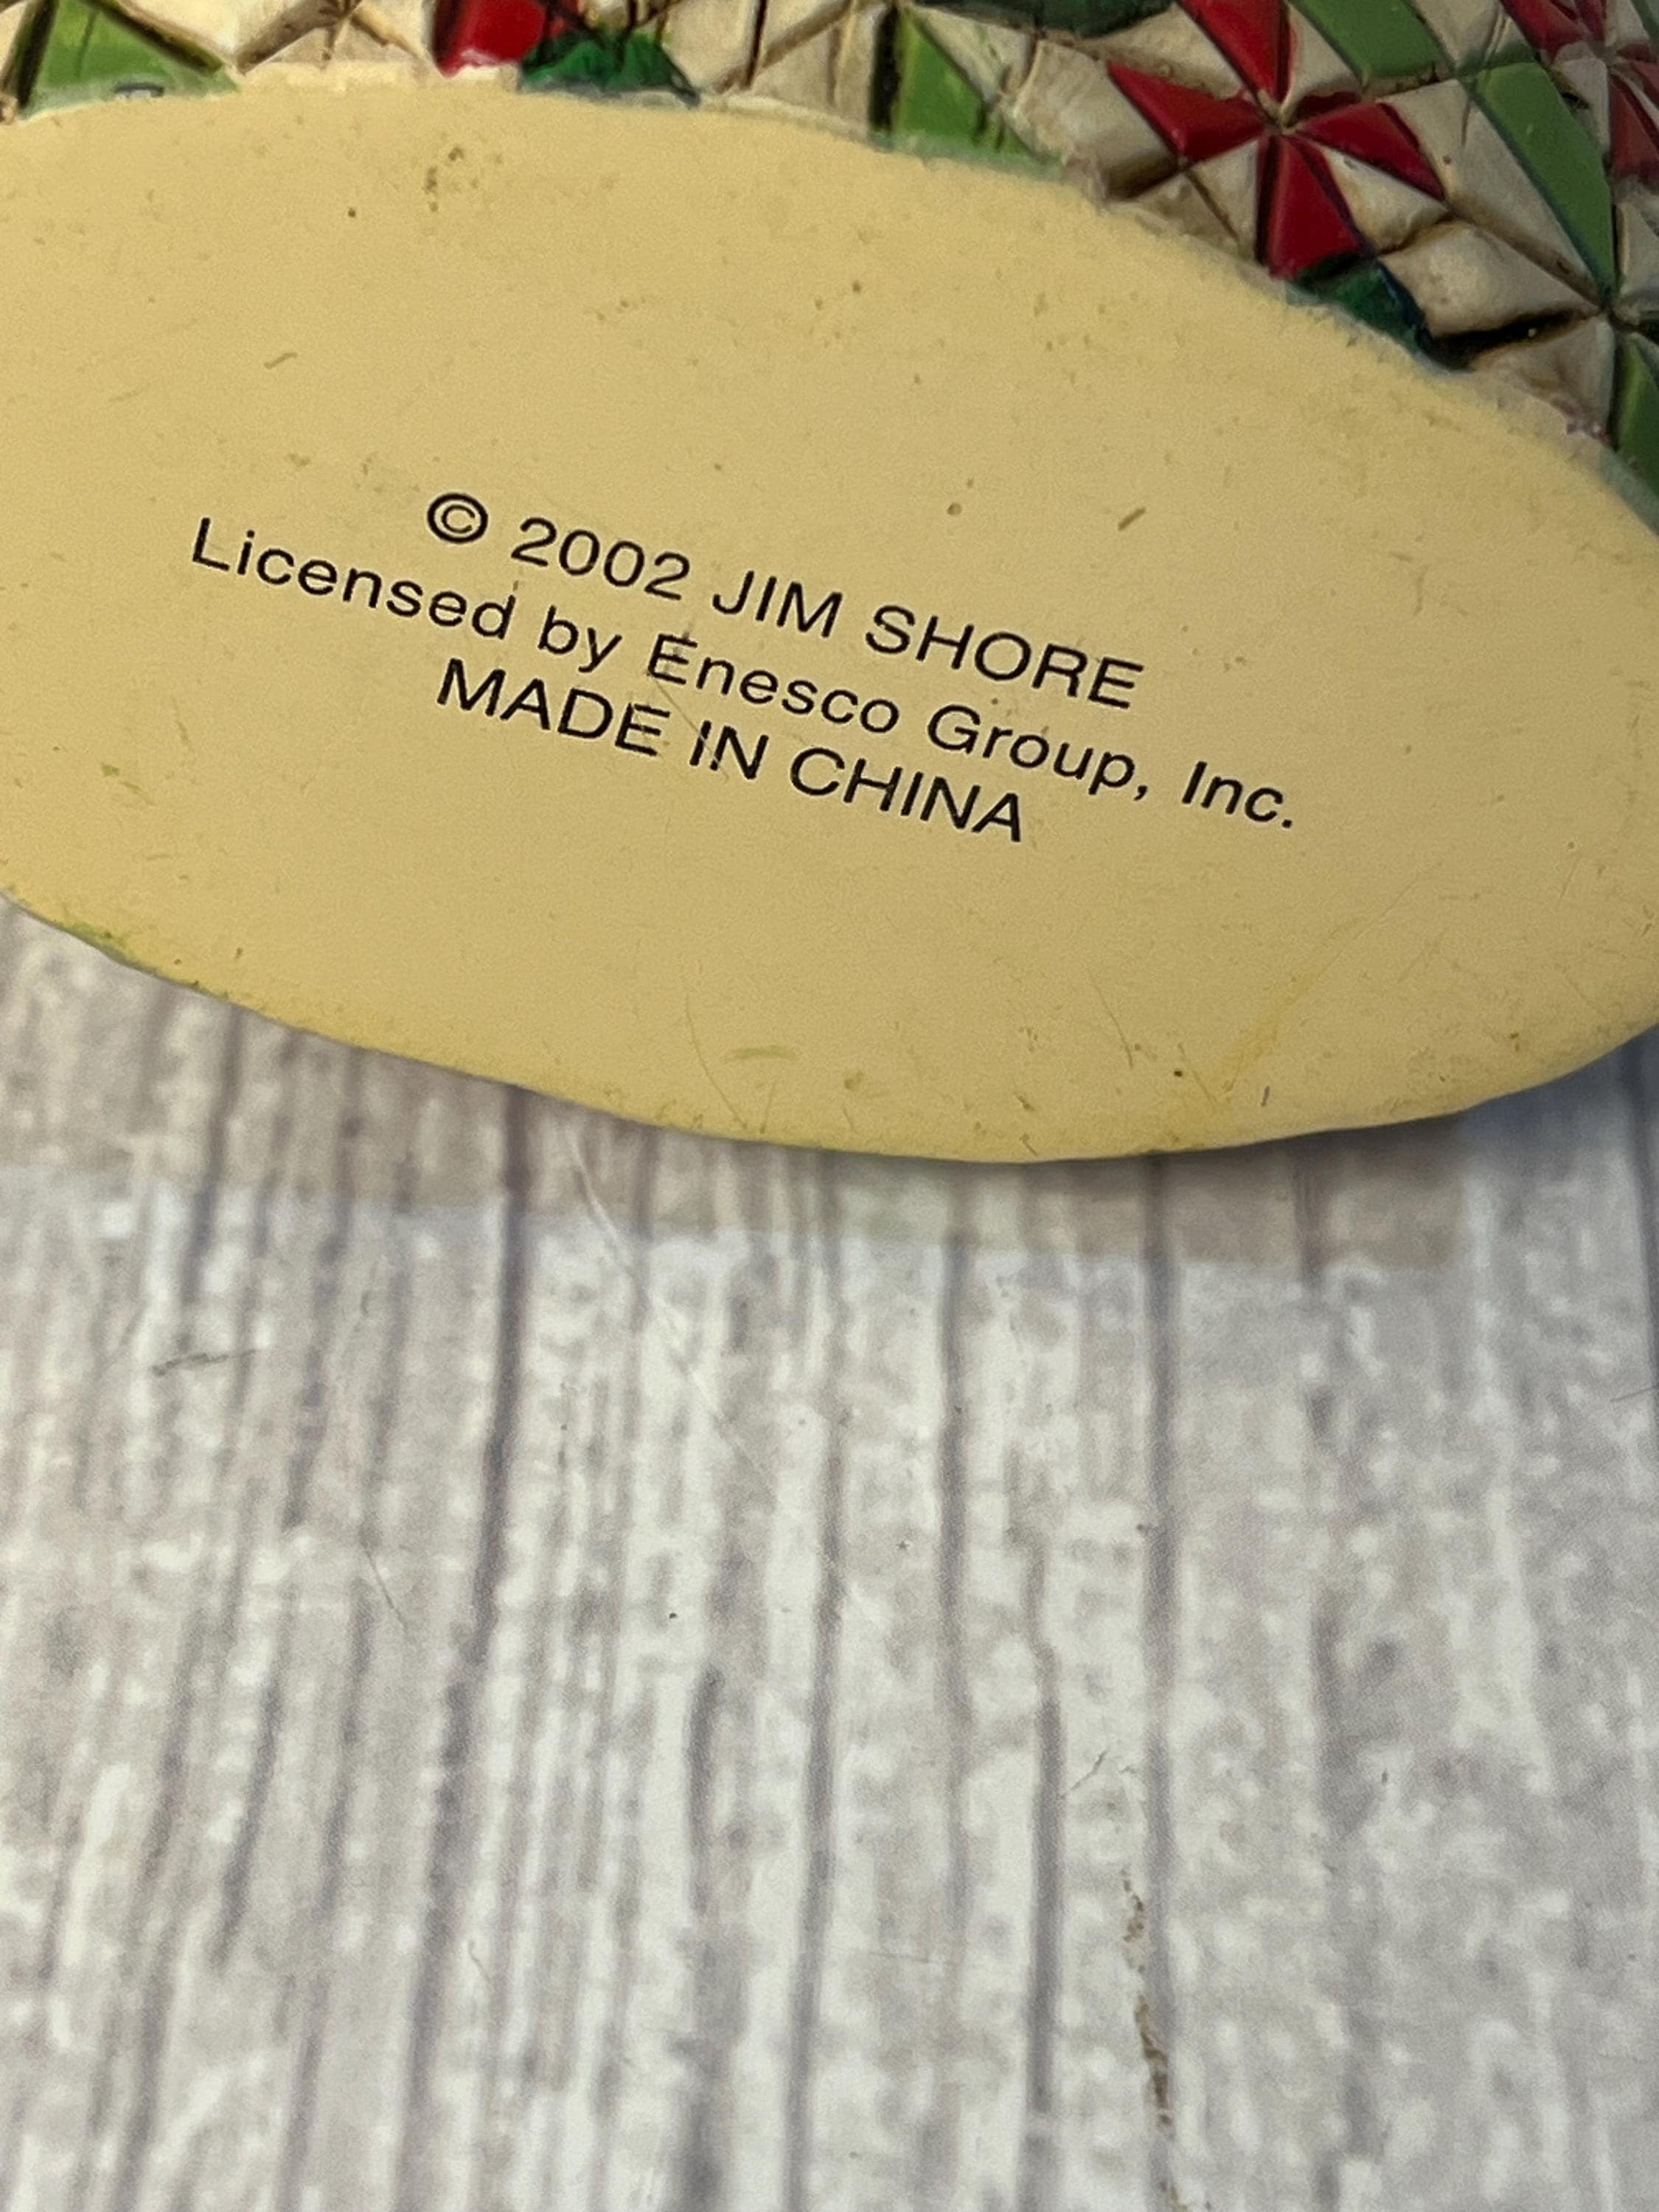 © 2002 JIM SHORE
Licensed by Enesco Group, Inc.
MADE IN CHINA